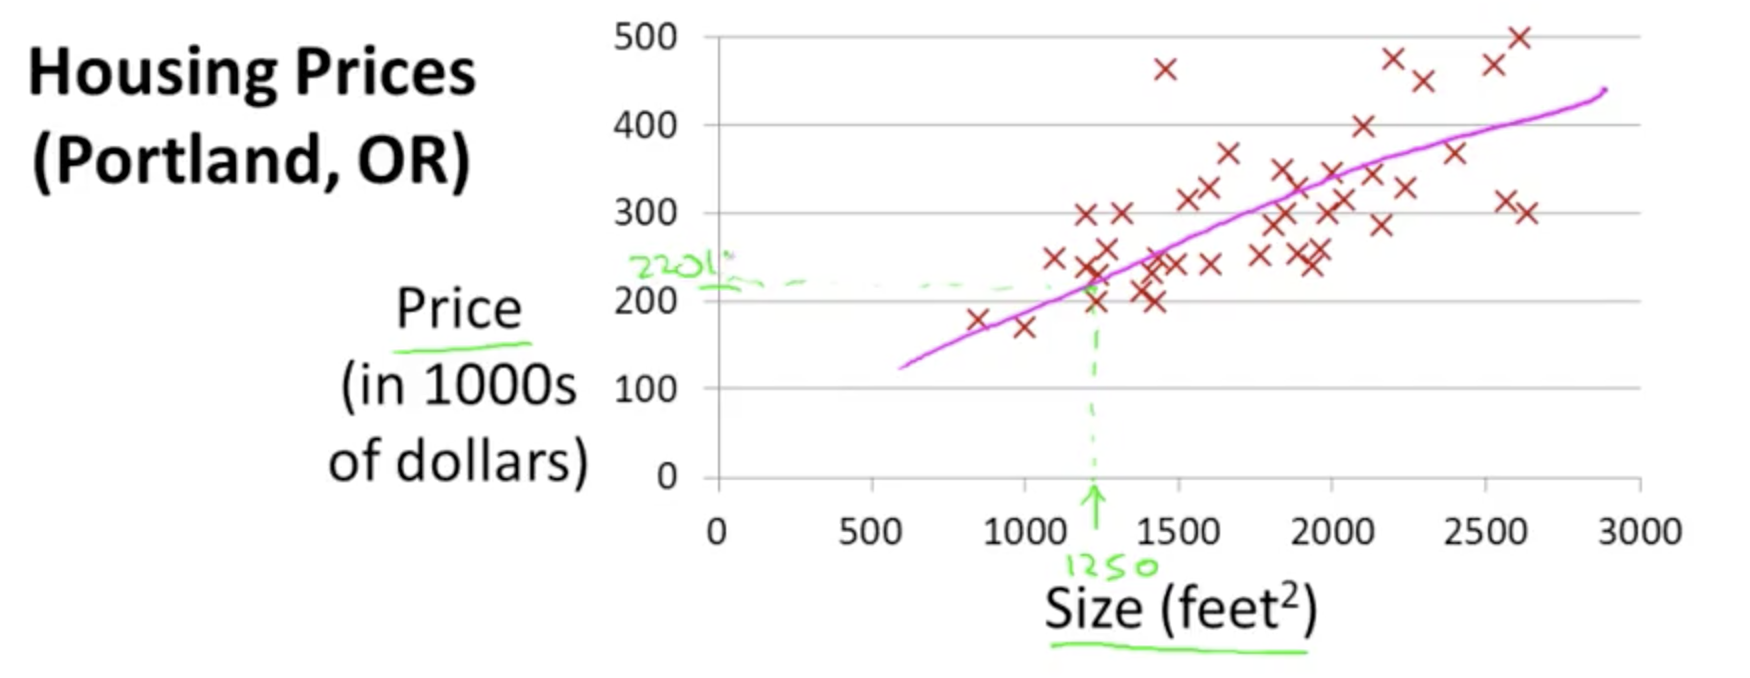 Housing Prices
(Portland, OR)
Price
(in 1000s
of dollars)
500
400
300
220k
200
100
0
0 500 1000 1500 2000 2500 3000
1250
Size (feet²)